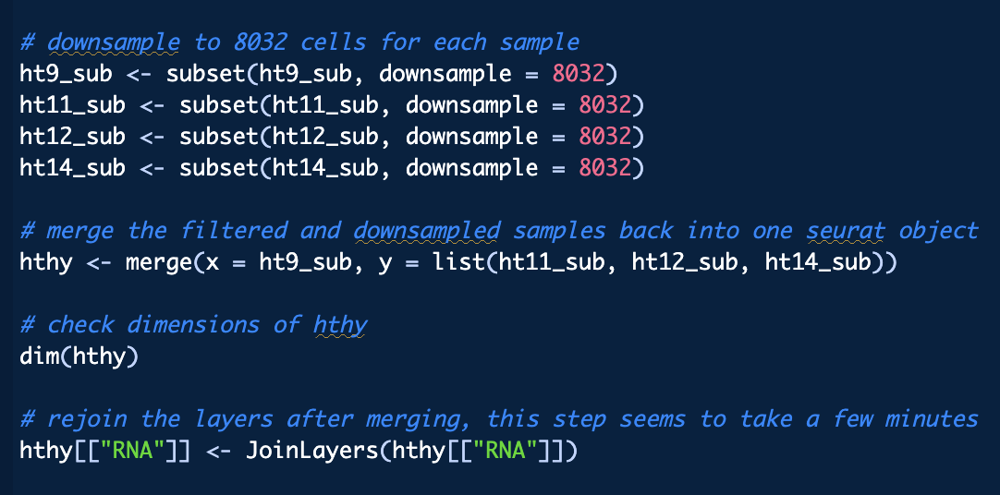 # downsample to 8032 cells for each sample
ht9_sub <- subset(ht9_sub, downsample = 8032)
ht11_sub <- subset(ht11_sub, downsample = 8032)
ht12_sub <- subset(ht12_sub, downsample = 8032)
ht14_sub <- subset(ht14_sub, downsample = 8032)
# merge the filtered and downsampled samples back into one seurat object
hthy <- merge(x = ht9_sub, y = list(ht11_sub, ht12_sub, ht14_sub))
# check dimensions of hthy
dim(hthy)
# rejoin the layers after merging, this step seems to take a few minutes
hthy[["RNA"]] <- JoinLayers(hthy[["RNA"]])